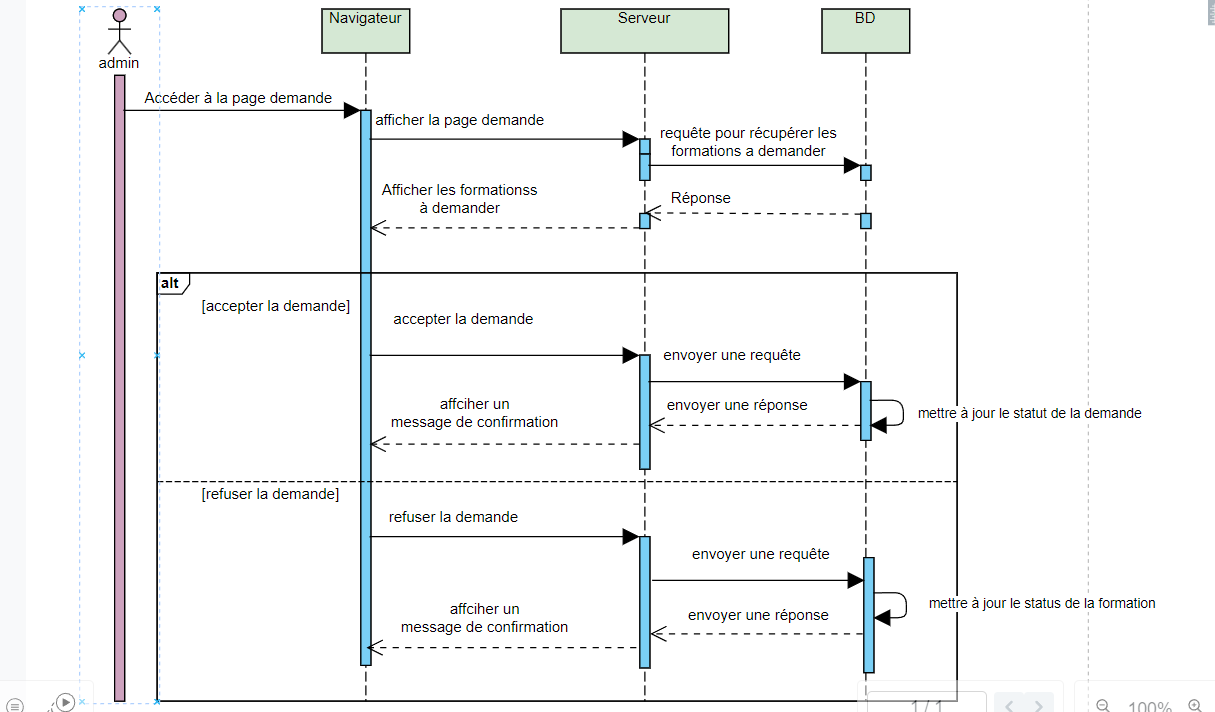 Navigateur
Serveur
BD
admin
Accéder à la page demande
afficher la page demande
requête pour récupérer les
formations a demander
Afficher les formationss
à demander
Réponse
alt
[accepter la demande]
accepter la demande
envoyer une requête
affciher un
message de confirmation
envoyer une réponse
mettre à jour le statut de la demande
[refuser la demande]
refuser la demande
envoyer une requête
affciher un
message de confirmation
envoyer une réponse
mettre à jour le status de la formation
1 / 1
100%